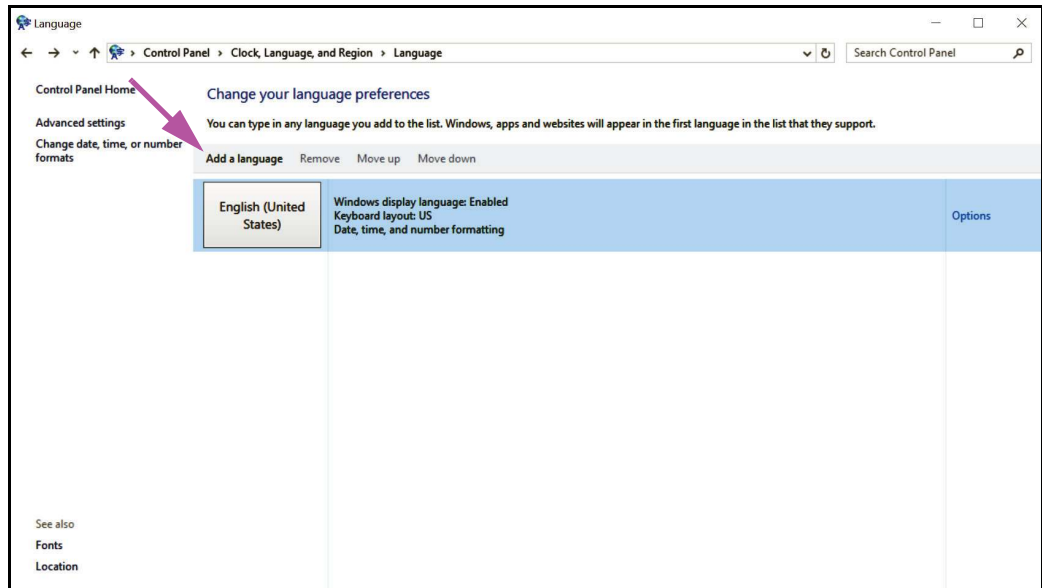 Language
Control Panel > Clock, Language, and Region > Language
Search Control Panel
Control Panel Home
Advanced settings
Change date, time, or number
formats
Change your language preferences
You can type in any language you add to the list. Windows, apps and websites will appear in the first language in the list that they support.
Add a language Remove Move up Move down
English (United
States)
Windows display language: Enabled
Keyboard layout: US
Date, time, and number formatting
Options
See also
Fonts
Location